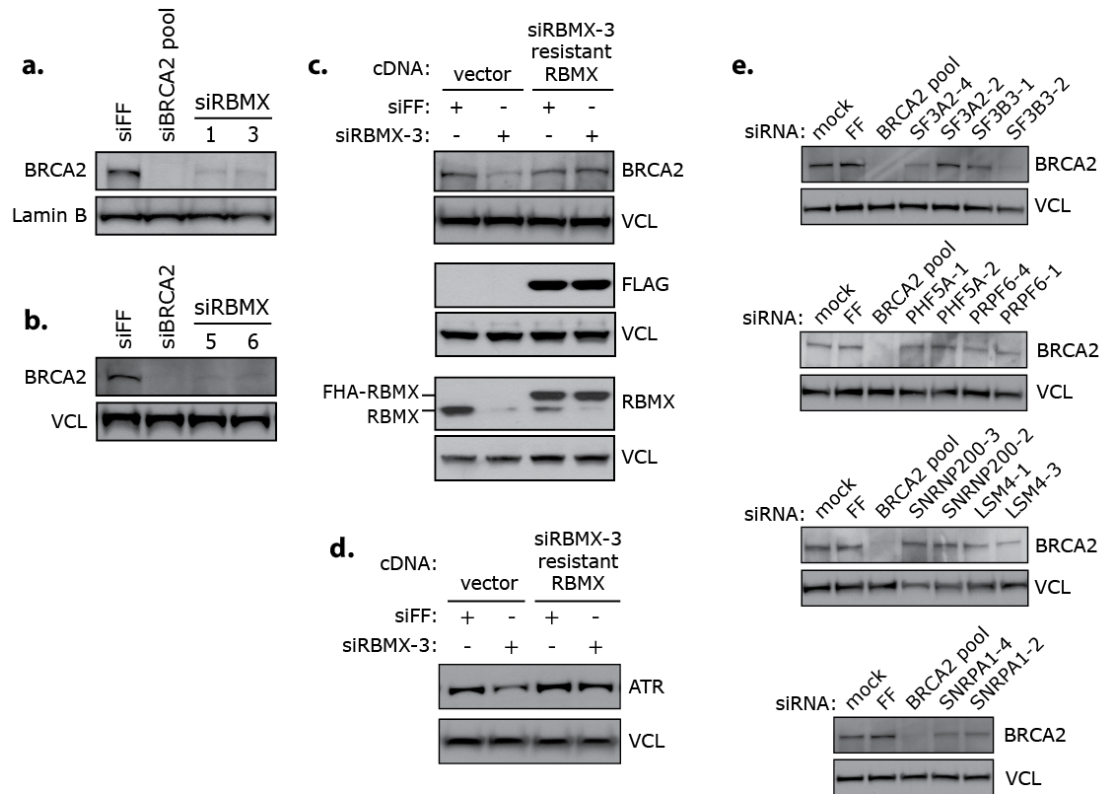 a.
siFF
siBRCA2 pool
siRBMX
1 3
BRCA2
Lamin B
b.
siFF
siBRCA2
siRBMX
5 6
BRCA2
VCL
c.
cDNA:
vector
siRBMX-3
resistant
RBMX
siFF: + - + -
siRBMX-3: - + - +
BRCA2
VCL
FLAG
VCL
FHA-RBMX
RBMX
RBMX
VCL
d.
cDNA:
vector
siRBMX-3
resistant
RBMX
siFF: + - + -
siRBMX-3: - + - +
ATR
VCL
e.
siRNA: mock FF BRCA2 pool SF3A2-4 SF3A2-2 SF3B3-1 SF3B3-2
BRCA2
VCL
siRNA: mock FF BRCA2 pool PHF5A-1 PHF5A-2 PRPF6-4 PRPF6-1
BRCA2
VCL
siRNA: mock FF BRCA2 pool SNRNP200-3 SNRNP200-2 LSM4-1 LSM4-3
BRCA2
VCL
siRNA: mock FF BRCA2 pool SNRPA1-4 SNRPA1-2
BRCA2
VCL